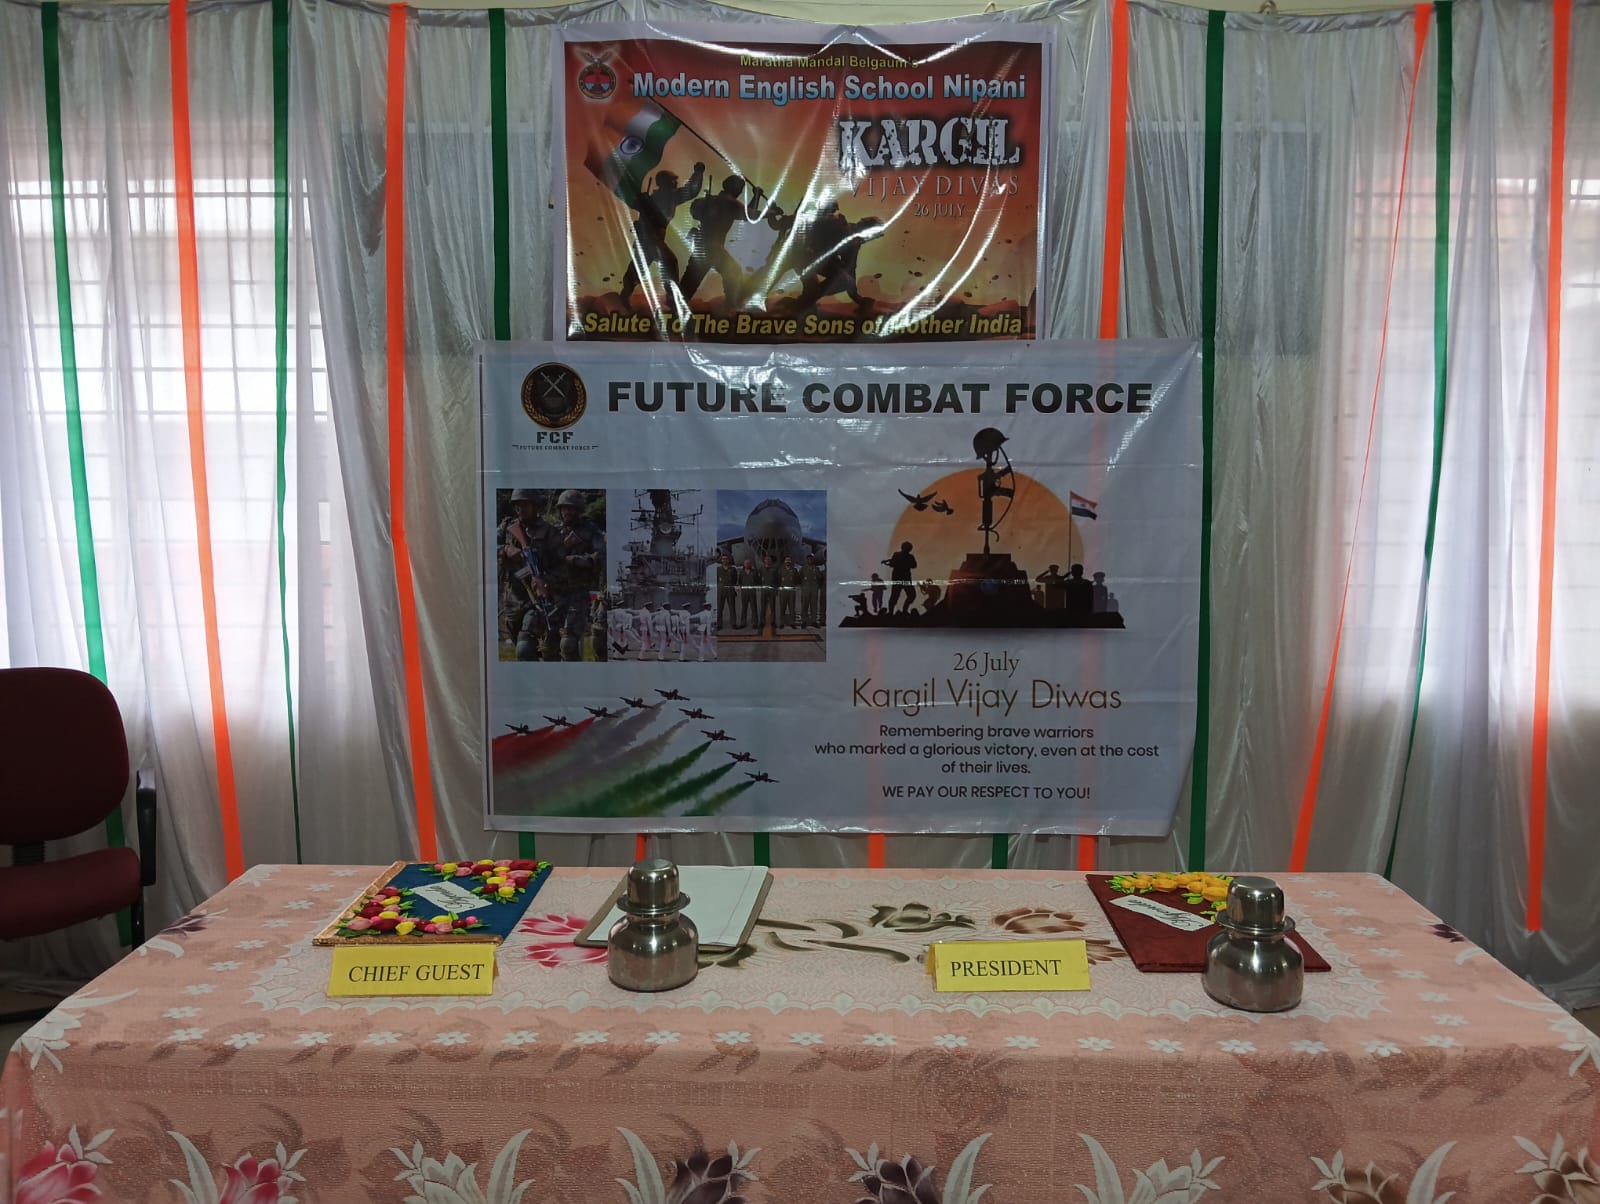 Maratha Mandal Belgaum's
Modern English School Nipani
KARGIL
VIJAY DIVAS
26 JULY
Salute To The Brave Sons of Mother India
FUTURE COMBAT FORCE
FCF
FUTURE COMBAT FORCE
26 July
Kargil Vijay Diwas
Remembering brave warriors
who marked a glorious victory, even at the cost
of their lives.
WE PAY OUR RESPECT TO YOU!
Agenda
Agenda
CHIEF GUEST
PRESIDENT